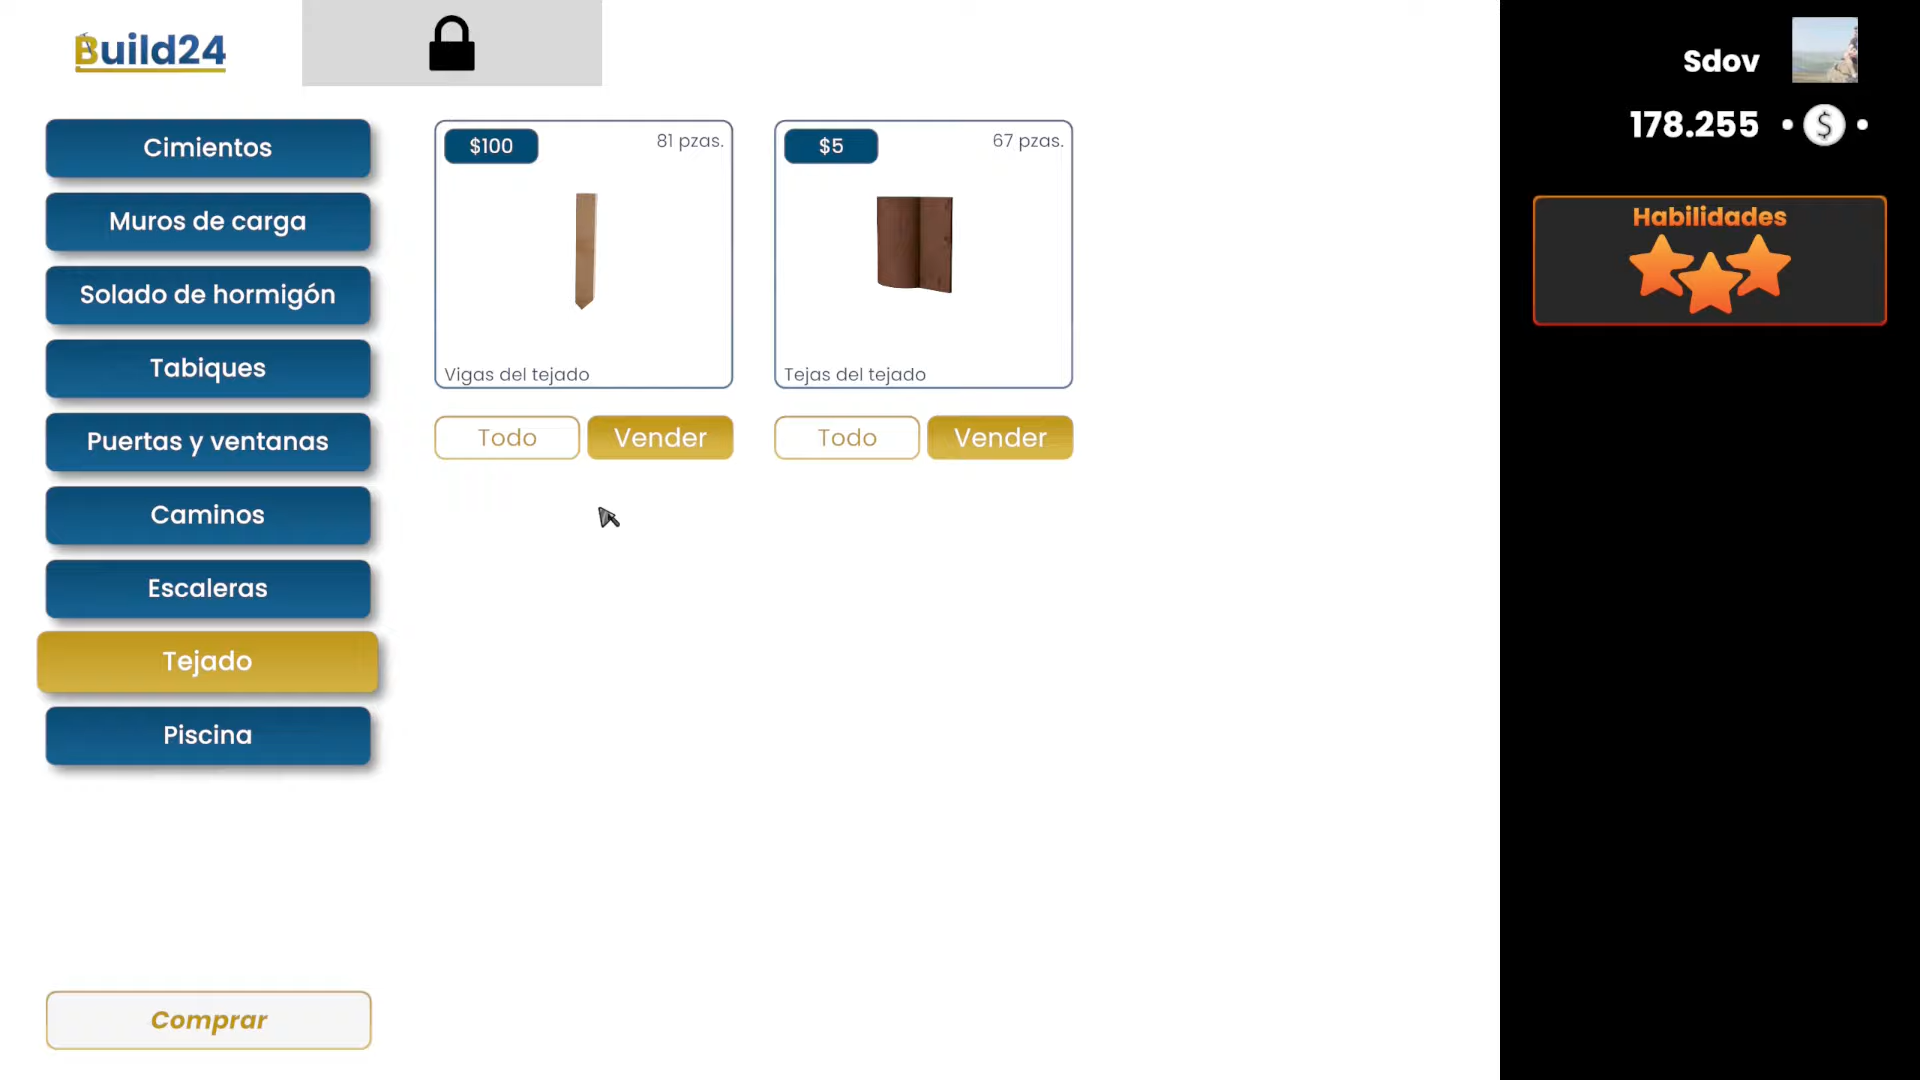 Build24
Cimientos
Muros de carga
Solado de hormigón
Tabiques
Puertas y ventanas
Caminos
Escaleras
Tejado
Piscina
Comprar
$100
81 pzas.
Vigas del tejado
Todo
Vender
$5
67 pzas.
Tejas del tejado
Todo
Vender
Sdov
178.255 $
Habilidades